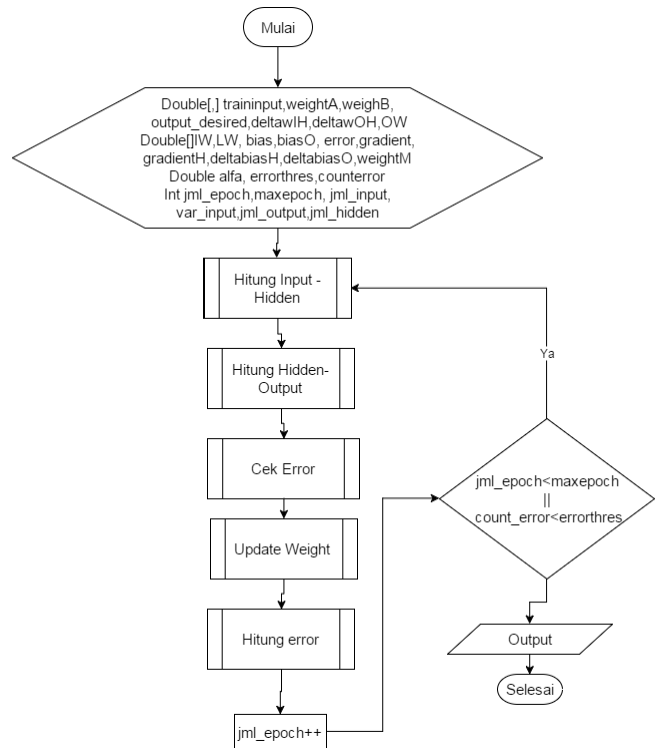 Mulai
Double[,] traininput,weightA,weighB,
output_desired,deltawIH,deltawOH,OW
Double[]IW,LW, bias,biasO, error,gradient,
gradientH,deltabiasH,deltabiasO,weightM
Double alfa, errorthres,counterror
Int jml_epoch,maxepoch, jml_input,
var_input,jml_output,jml_hidden
Hitung Input -
Hidden
Hitung Hidden-
Output
Cek Error
Update Weight
Hitung error
jml_epoch++
jml_epoch<maxepoch
||
count_error<errorthres
Ya
Output
Selesai